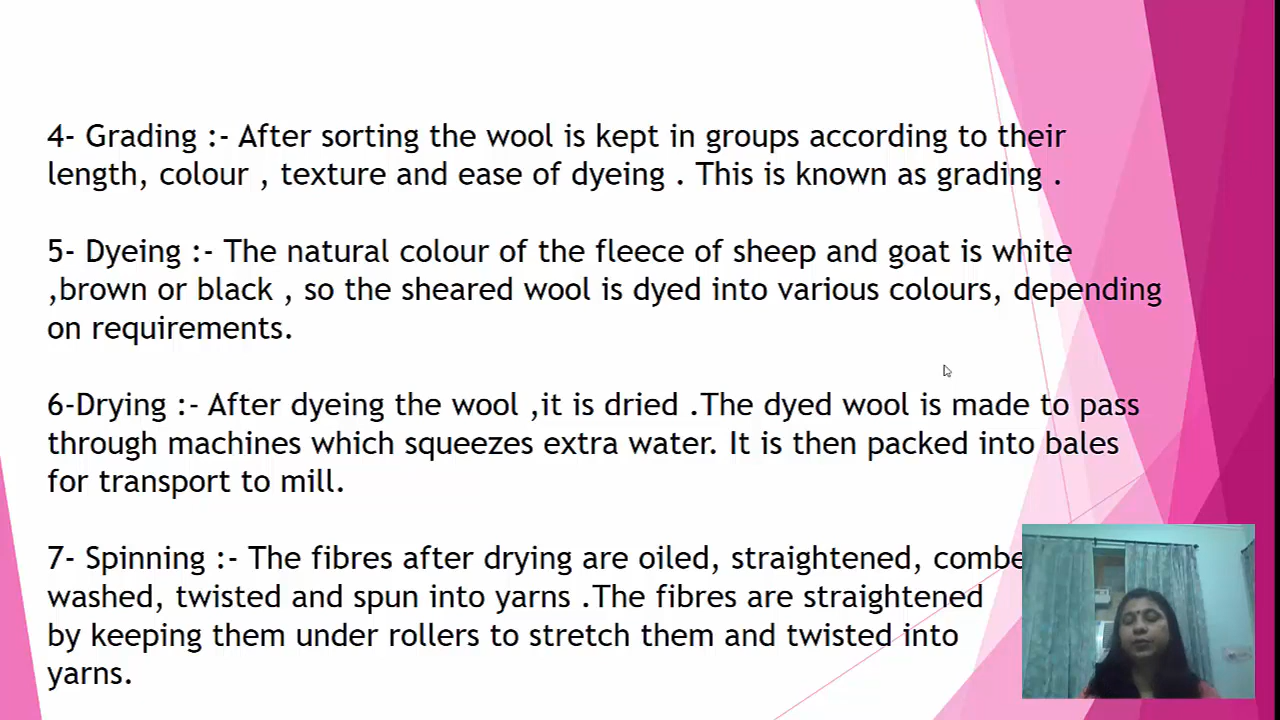 4- Grading :- After sorting the wool is kept in groups according to their
length, colour , texture and ease of dyeing . This is known as grading .
5- Dyeing :- The natural colour of the fleece of sheep and goat is white
,brown or black , so the sheared wool is dyed into various colours, depending
on requirements.
6-Drying :- After dyeing the wool ,it is dried .The dyed wool is made to pass
through machines which squeezes extra water. It is then packed into bales
for transport to mill.
7- Spinning :- The fibres after drying are oiled, straightened,
washed, twisted and spun into yarns .The fibres are straightened
by keeping them under rollers to stretch them and twisted into
yarns.